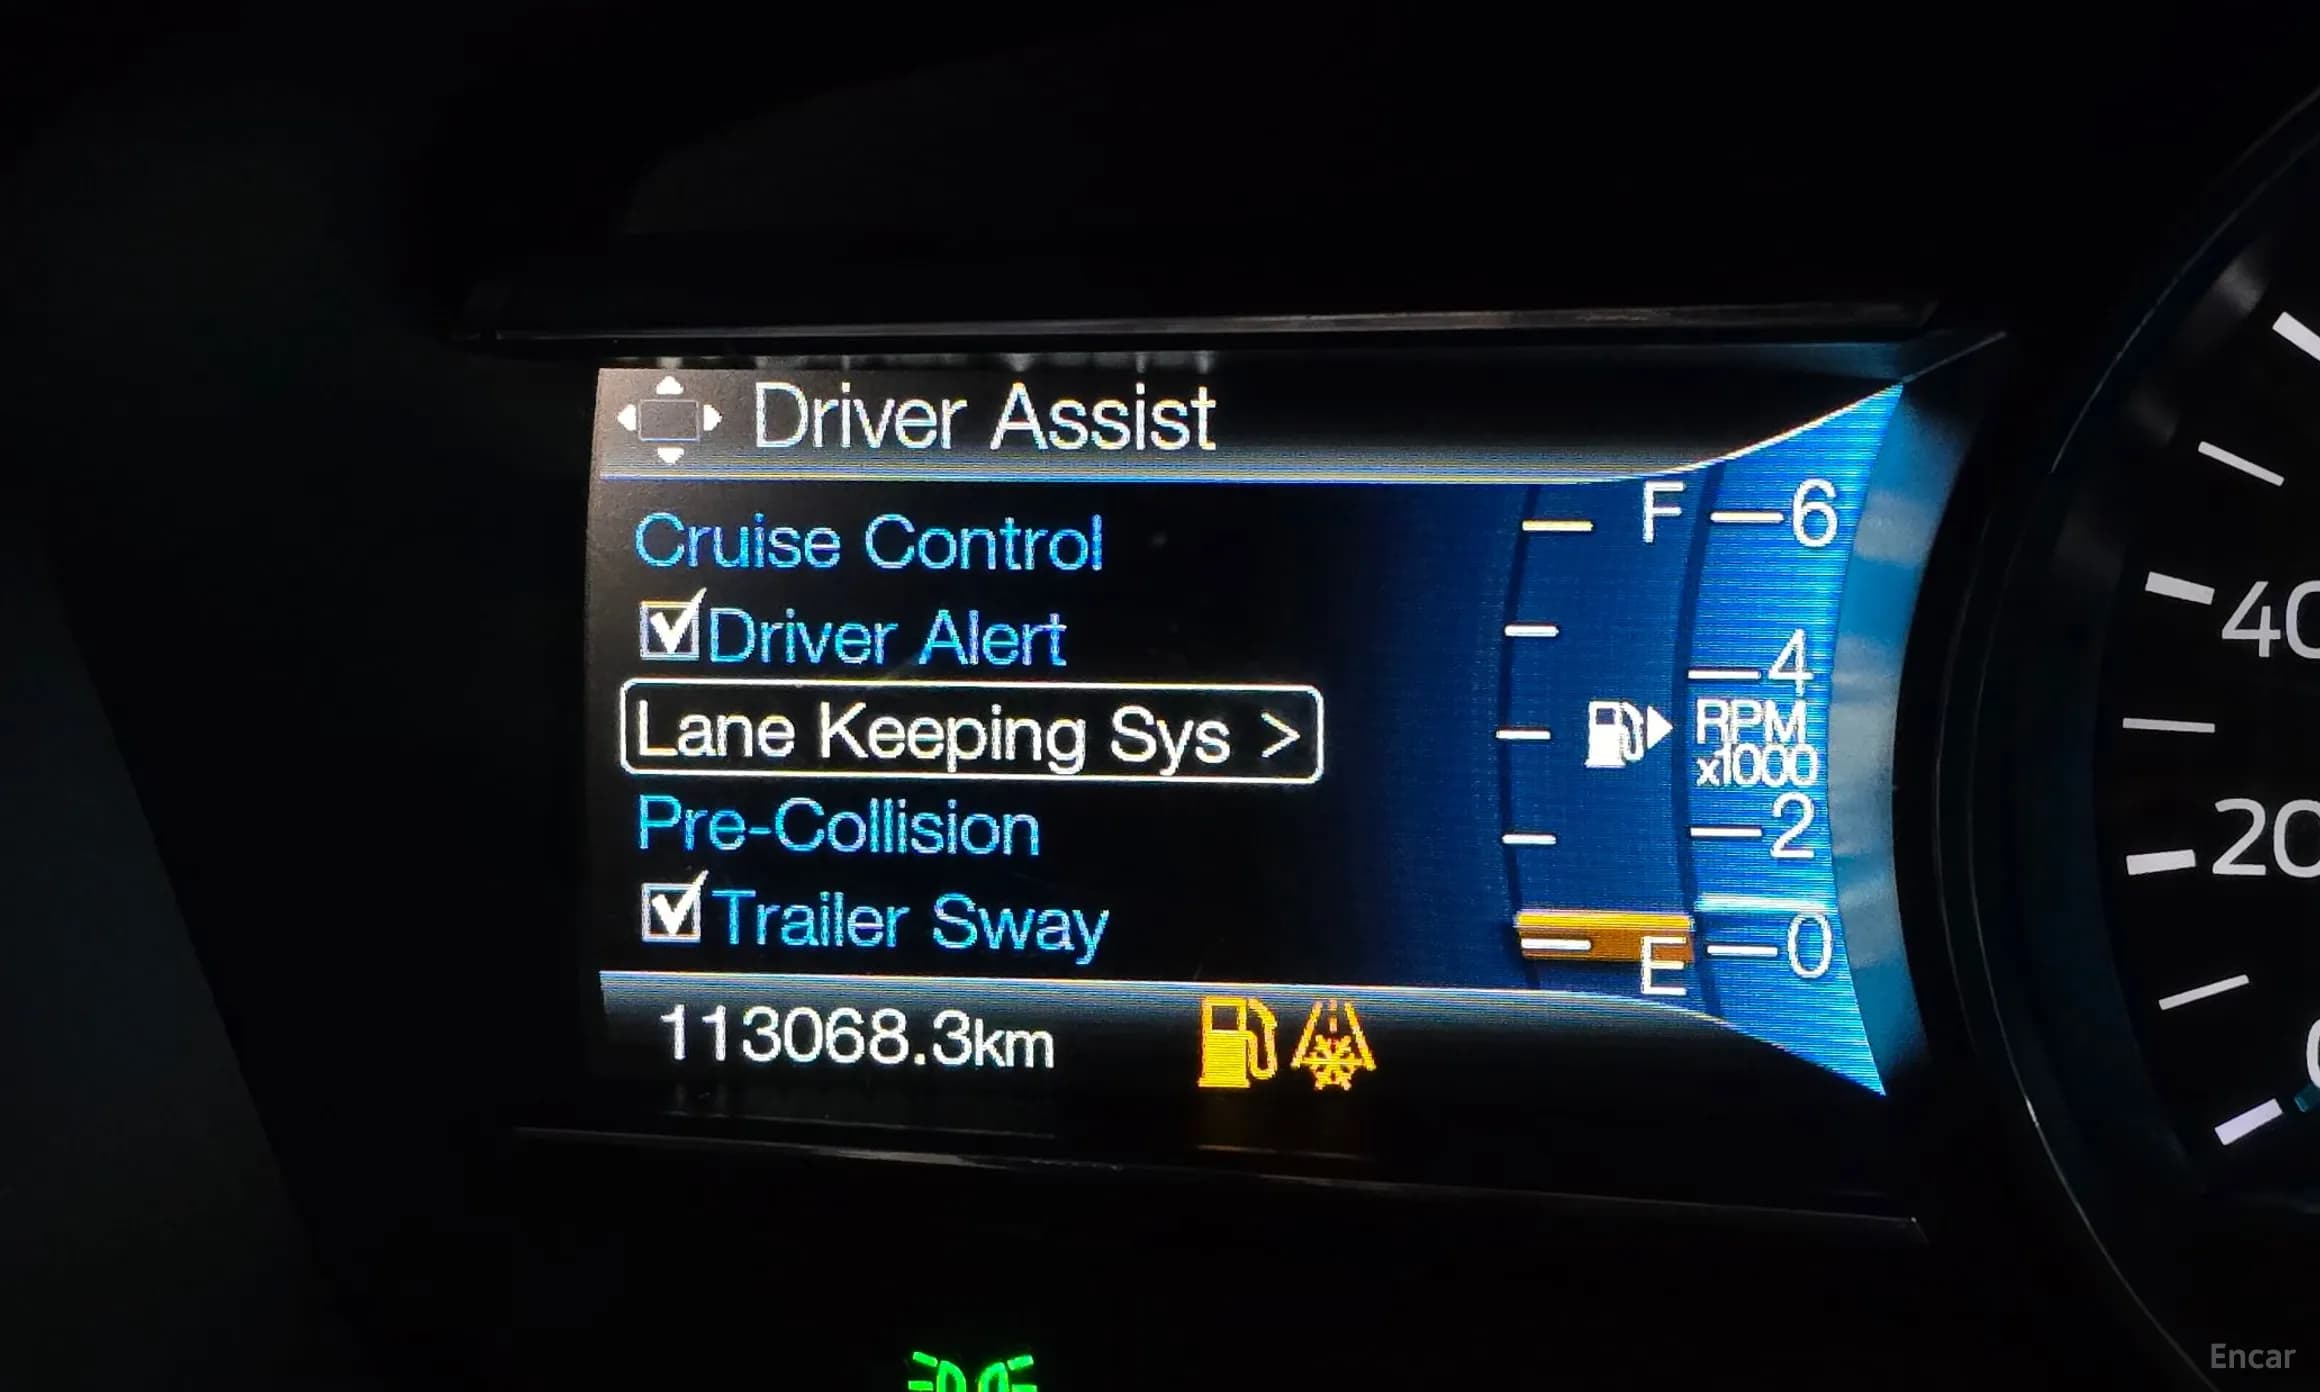 Driver Assist
Cruise Control
Driver Alert
Lane Keeping Sys >
Pre-Collision
Trailer Sway
113068.3km
F
E
6
4
RPM
x1000
2
0
40
20
Encar